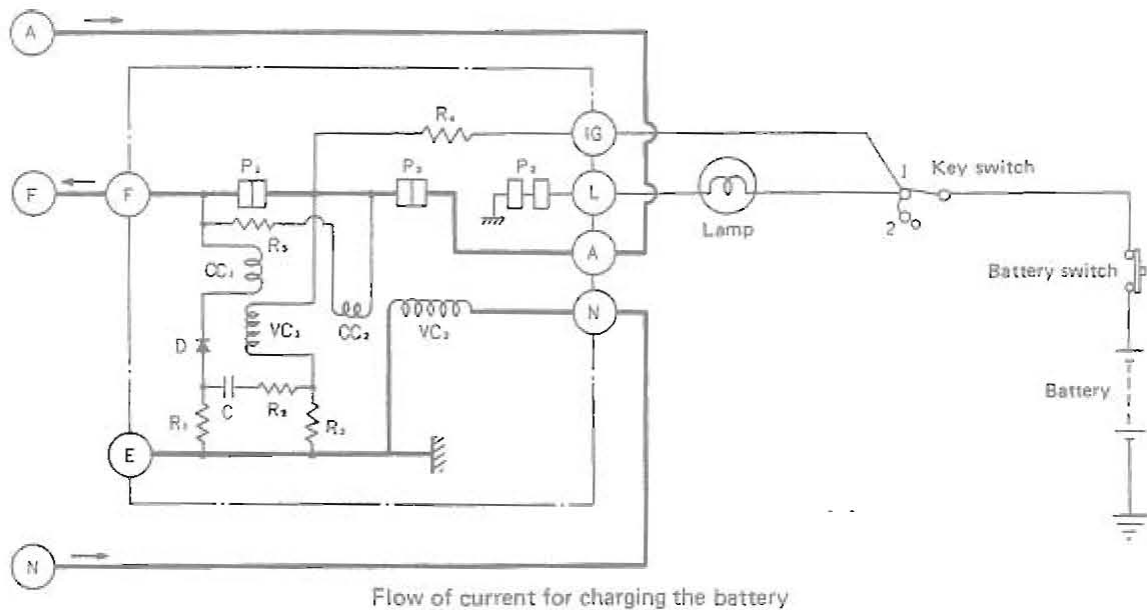 A
R₄
IG
P₁
P₃
P₂
1
Key switch
F
F
L
Lamp
2
R₅
A
Battery switch
CC₁
N
D
VC₁
CC₂
VC₂
Battery
C
R₂
R₁
R₃
E
N
Flow of current for charging the battery